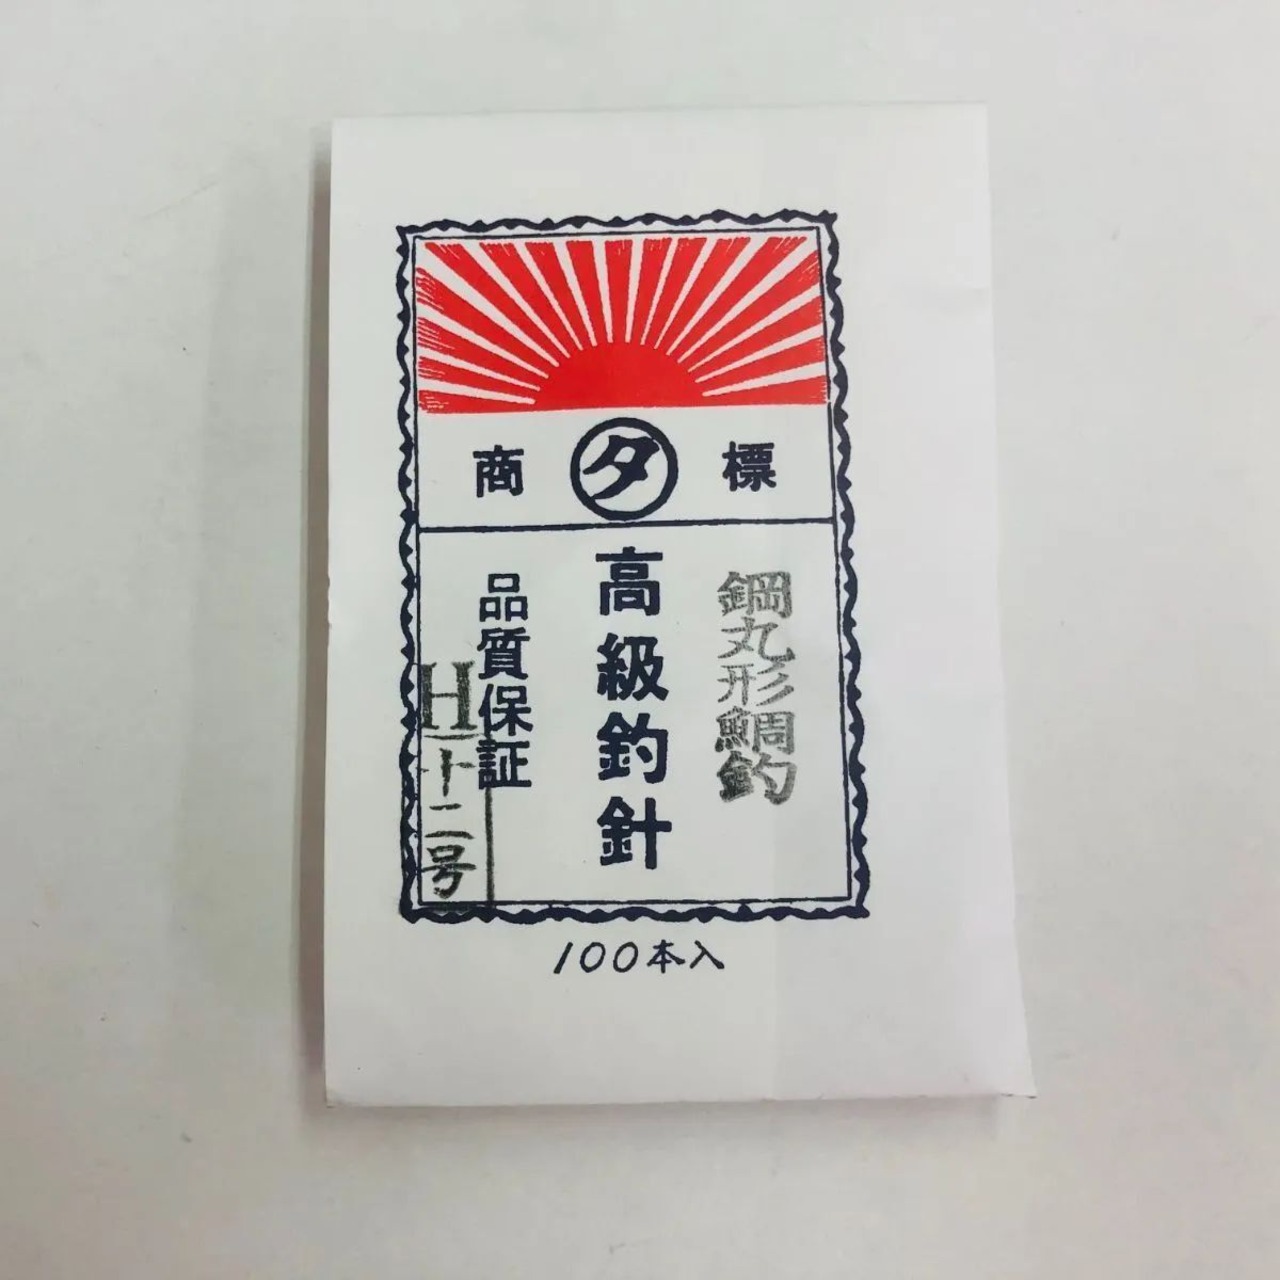 商 タ 標
鋼丸形鯛釣
高級釣針
品質保証
H
十二号
100本入